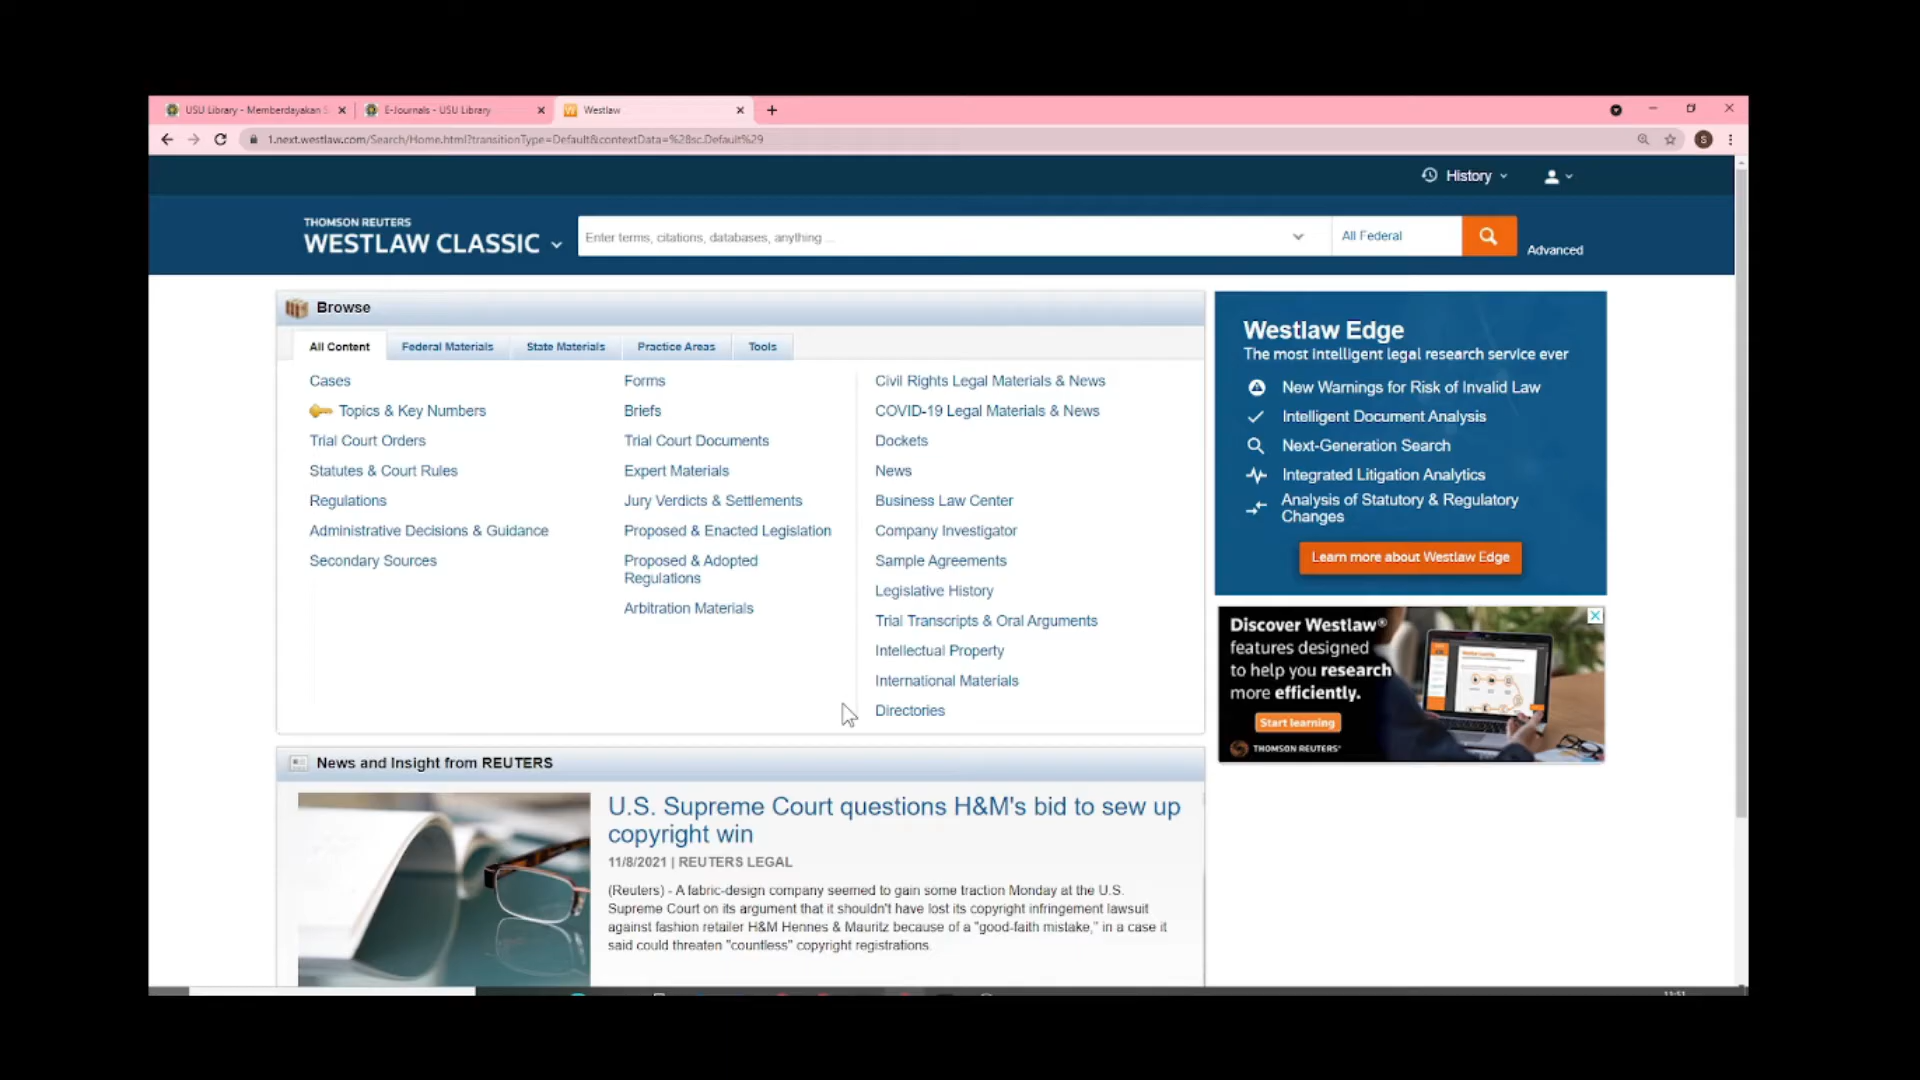 USU Library - Memberdayakan S
E-Journals - USU Library
Westlaw
1.next.westlaw.com/Search/Home.html?transitionType=Default&contextData=%28sc.Default%29
S
History
THOMSON REUTERS
WESTLAW CLASSIC
Enter terms, citations, databases, anything ...
All Federal
Advanced
Browse
All Content
Federal Materials
State Materials
Practice Areas
Tools
Cases
Topics & Key Numbers
Trial Court Orders
Statutes & Court Rules
Regulations
Administrative Decisions & Guidance
Secondary Sources
Forms
Briefs
Trial Court Documents
Expert Materials
Jury Verdicts & Settlements
Proposed & Enacted Legislation
Proposed & Adopted
Regulations
Arbitration Materials
Civil Rights Legal Materials & News
COVID-19 Legal Materials & News
Dockets
News
Business Law Center
Company Investigator
Sample Agreements
Legislative History
Trial Transcripts & Oral Arguments
Intellectual Property
International Materials
Directories
Westlaw Edge
The most intelligent legal research service ever
New Warnings for Risk of Invalid Law
Intelligent Document Analysis
Next-Generation Search
Integrated Litigation Analytics
Analysis of Statutory & Regulatory
Changes
Learn more about Westlaw Edge
Discover Westlaw®
features designed
to help you research
more efficiently.
Start learning
THOMSON REUTERS®
News and Insight from REUTERS
U.S. Supreme Court questions H&M's bid to sew up
copyright win
11/8/2021 | REUTERS LEGAL
(Reuters) - A fabric-design company seemed to gain some traction Monday at the U.S.
Supreme Court on its argument that it shouldn't have lost its copyright infringement lawsuit
against fashion retailer H&M Hennes & Mauritz because of a "good-faith mistake," in a case it
said could threaten "countless" copyright registrations.